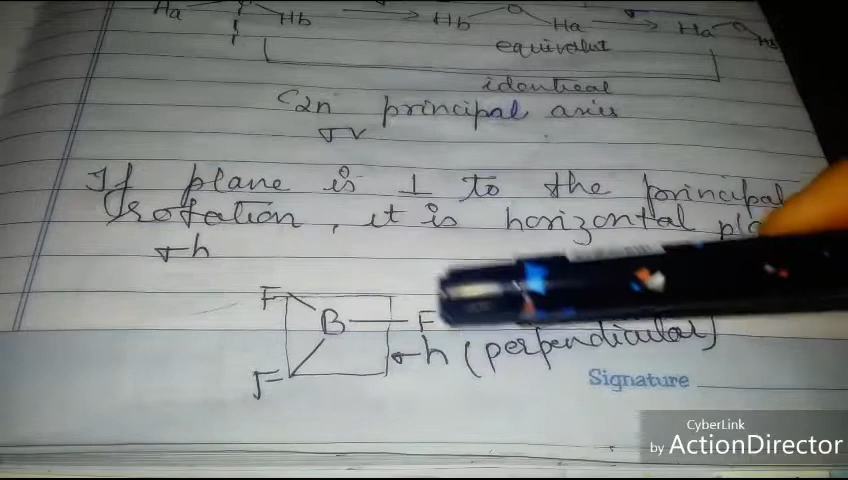 Ha Hb Hb O Ha Ha O
equivalent
identical
C2n principal axis
σv
If plane is ⊥ to the principal
rotation, it is horizontal
σh
F
B F
σh (perpendicular)
F
Signature
CyberLink
by ActionDirector